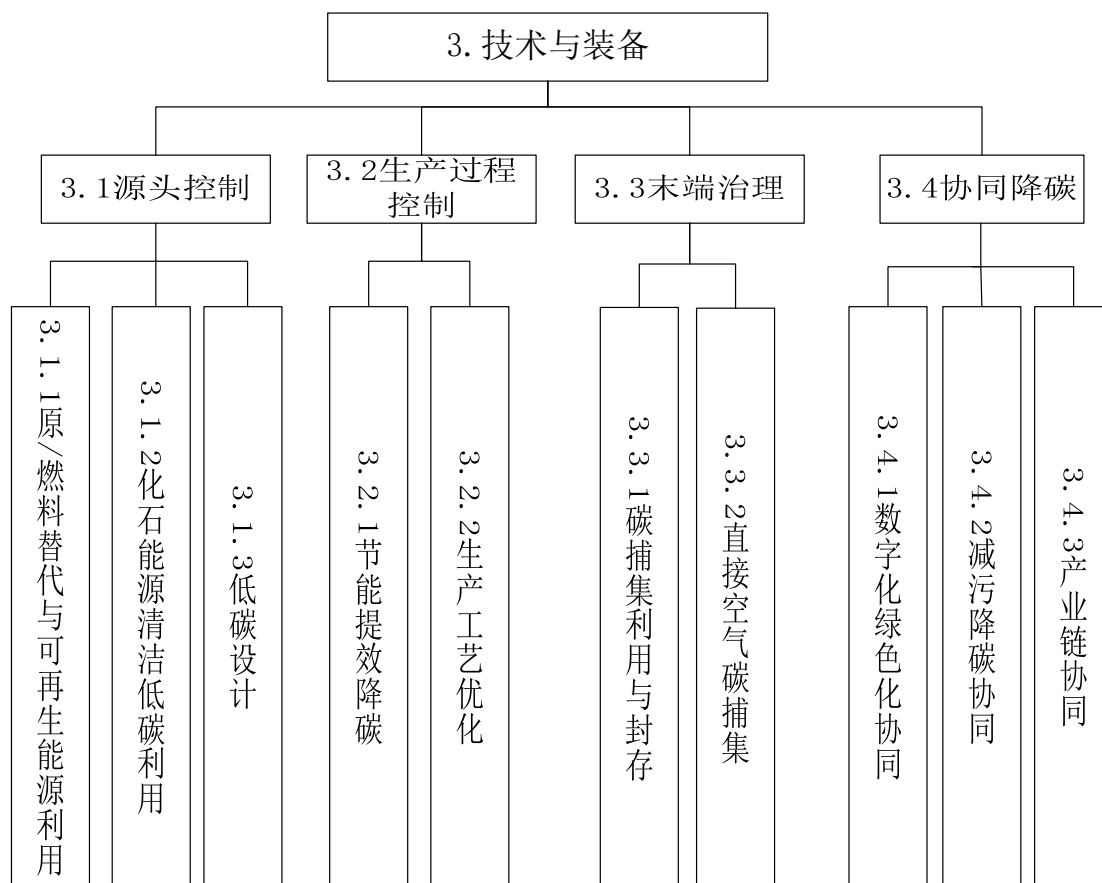 3.技术与装备
3.1源头控制
3.2生产过程
控制
3.3末端治理
3.4协同降碳
3.1.1原/燃料替代与可再生能源利用
3.1.2化石能源清洁低碳利用
3.1.3低碳设计
3.2.1节能提效降碳
3.2.2生产工艺优化
3.3.1碳捕集利用与封存
3.3.2直接空气碳捕集
3.4.1数字化绿色化协同
3.4.2减污降碳协同
3.4.3产业链协同